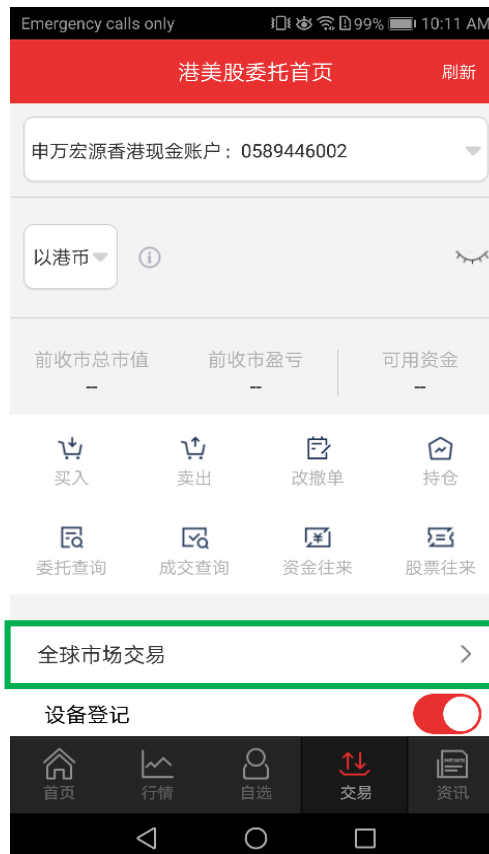 Emergency calls only 99% 10:11 AM
港美股委托首页 刷新
申万宏源香港现金账户：0589446002
以港币
前收市总市值 前收市盈亏 可用资金
-- -- --
买入 卖出 改撤单 持仓
委托查询 成交查询 资金往来 股票往来
全球市场交易
设备登记
首页 行情 自选 交易 资讯